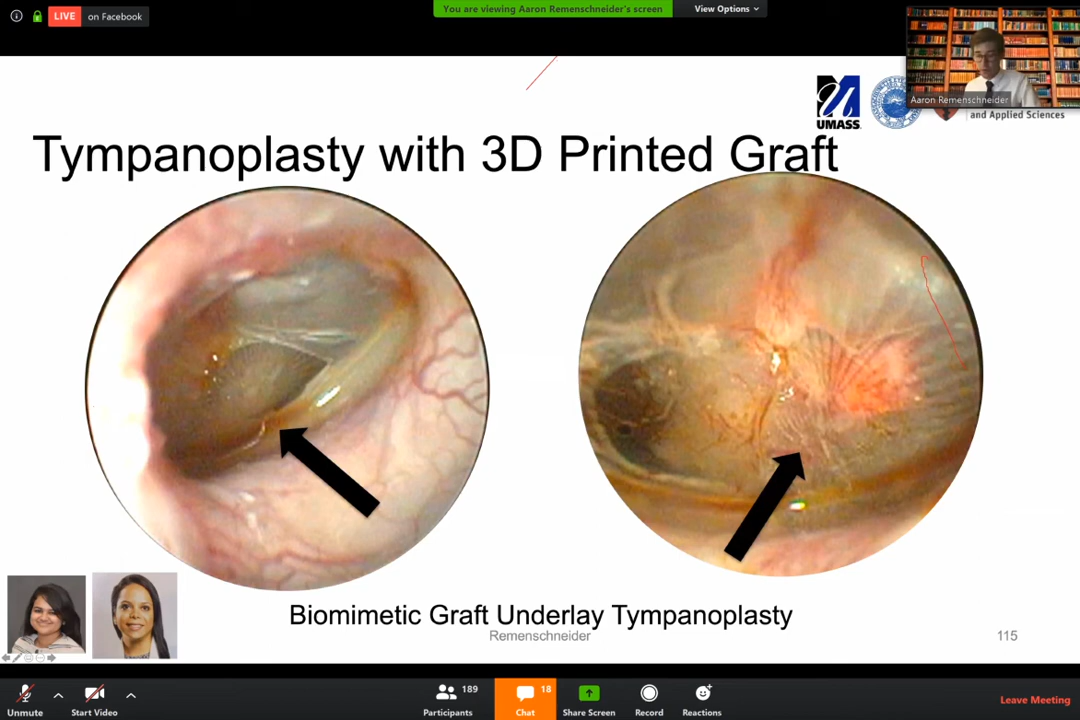 You are viewing Aaron Remenschneider's screen
View Options
LIVE on Facebook
Aaron Remenschneider
UMASS
and Applied Sciences
Tympanoplasty with 3D Printed Graft
Biomimetic Graft Underlay Tympanoplasty
Remenschneider
115
Unmute
Start Video
189
Participants
18
Chat
Share Screen
Record
Reactions
Leave Meeting